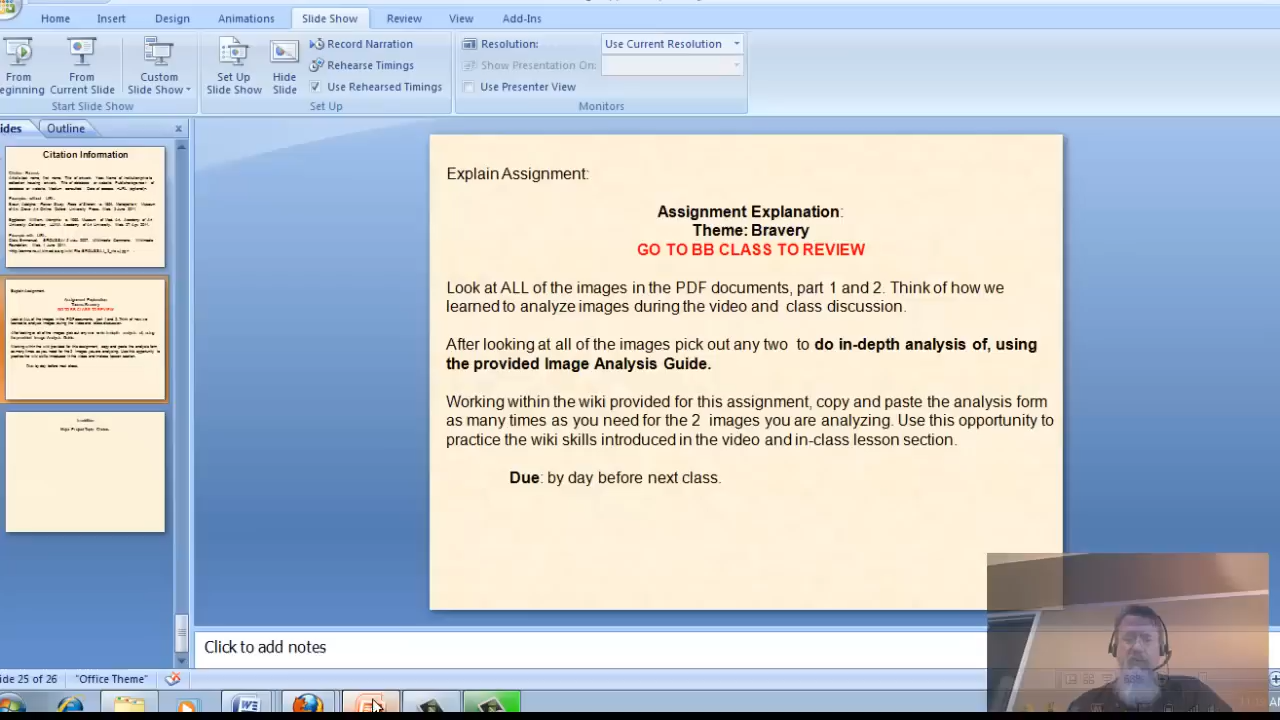 Home Insert Design Animations Slide Show Review View Add-Ins
Record Narration Resolution: Use Current Resolution
Rehearse Timings Show Presentation On:
From From Custom Set Up Hide
eginning Current Slide Slide Show Slide Show Slide Use Rehearsed Timings Use Presenter View
Start Slide Show Set Up Monitors
ides Outline
Citation Information
Explain Assignment:
Assignment Explanation:
Theme: Bravery
GO TO BB CLASS TO REVIEW
Look at ALL of the images in the PDF documents, part 1 and 2. Think of how we
learned to analyze images during the video and class discussion.
After looking at all of the images pick out any two to do in-depth analysis of, using
the provided Image Analysis Guide.
Working within the wiki provided for this assignment, copy and paste the analysis form
as many times as you need for the 2 images you are analyzing. Use this opportunity to
practice the wiki skills introduced in the video and in-class lesson section.
Due: by day before next class.
Click to add notes
ide 25 of 26 "Office Theme"